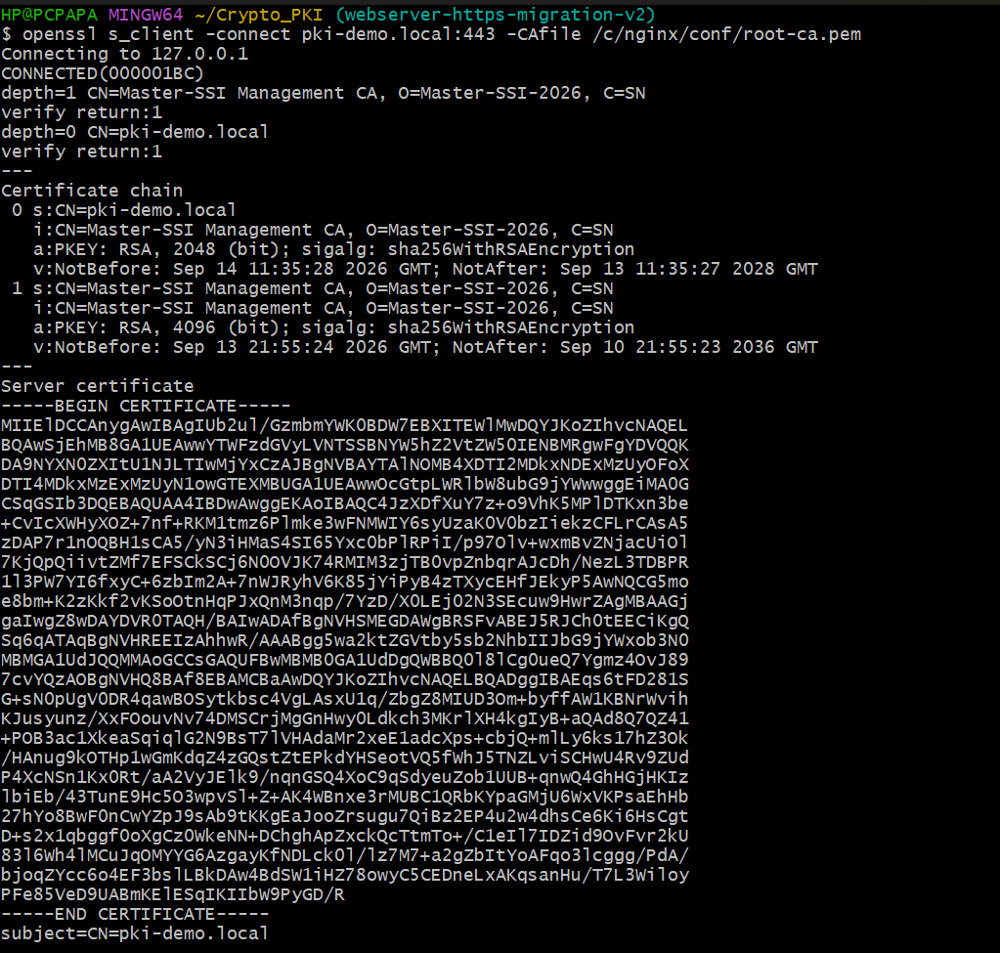 HP@PCPAPA MINGW64 ~/Crypto_PKI (webserver-https-migration-v2)
$ openssl s_client -connect pki-demo.local:443 -CAfile /c/nginx/conf/root-ca.pem
Connecting to 127.0.0.1
CONNECTED(000001BC)
depth=1 CN=Master-SSI Management CA, O=Master-SSI-2026, C=SN
verify return:1
depth=0 CN=pki-demo.local
verify return:1
---
Certificate chain
 0 s:CN=pki-demo.local
   i:CN=Master-SSI Management CA, O=Master-SSI-2026, C=SN
   a:PKEY: RSA, 2048 (bit); sigalg: sha256WithRSAEncryption
   v:NotBefore: Sep 14 11:35:28 2026 GMT; NotAfter: Sep 13 11:35:27 2028 GMT
 1 s:CN=Master-SSI Management CA, O=Master-SSI-2026, C=SN
   i:CN=Master-SSI Management CA, O=Master-SSI-2026, C=SN
   a:PKEY: RSA, 4096 (bit); sigalg: sha256WithRSAEncryption
   v:NotBefore: Sep 13 21:55:24 2026 GMT; NotAfter: Sep 10 21:55:23 2036 GMT
---
Server certificate
-----BEGIN CERTIFICATE-----
MIIElDCCAnygAwIBAgIUb2ul/GzmbmYWK0BDW7EBXITEWlMwDQYJKoZIhvcNAQEL
BQAwSjEhMB8GA1UEAwwYTWFzdGVyLVNTSSBNYW5hZ2VtZW50IENBMRgwFgYDVQQK
DA9NYXN0ZXItU1NJLTIwMjYxCzAJBgNVBAYTAlNOMB4XDTI2MDkxNDExMzUyOFoX
DTI4MDkxMzExMzUyN1owGTEXMBUGA1UEAwwOcGtpLWRlbW8ubG9jYWwwggEiMA0G
CSqGSIb3DQEBAQUAA4IBDwAwggEKAoIBAQC4JzXDfXuY7z+o9VhK5MPlDTKxn3be
+CvIcXWHyXOZ+7nf+RKM1tmz6Plmke3wFNMWIY6syUzaK0V0bzIiekzCFLrCAsA5
zDAP7r1nOQBH1sCA5/yN3iHMaS4SI65Yxc0bPlRPiI/p97Olv+wxmBvZNjacUiOl
7KjQpQiivtZMf7EFSCkSCj6N0OVJK74RMIM3zjTB0vpZnbqrAJcDh/NezL3TDBPR
1l3PW7YI6fxyC+6zbIm2A+7nWJRyhV6K85jYiPyB4zTXycEHfJEkyP5AwNQCG5mo
e8bm+K2zKkf2vKSoOtnHqPJxQnM3nqp/7YzD/XOLEj02N3SEcuw9HwrZAgMBAAGj
gaIwgZ8wDAYDVR0TAQH/BAIwADAfBgNVHSMEGDAWgBRSFvABEJ5RJCh0tEECiKgQ
Sq6qATAqBgNVHREEIzAhhwR/AAABgg5wa2ktZGVtby5sb2NhbIIJbG9jYWxob3N0
MBMGA1UdJQQMMAoGCCsGAQUFBwMBMB0GA1UdDgQWBBQ0l8lCg0ueQ7Ygmz4OvJ89
7cvYQzAOBgNVHQ8BAf8EBAMCBaAwDQYJKoZIhvcNAQELBQADggIBAEqs6tFD281S
G+sN0pUgV0DR4qawBOSytkbsc4VgLAsxU1q/ZbgZ8MIUD3Om+byffAW1KBNrWvih
KJusyunz/XxFOouvNv74DMSCrjMgGnHwyOLdkch3MKrlXH4kgIyB+aQAd8Q7QZ41
+POB3ac1XkeaSqiqlG2N9BsT7lVHAdaMr2xeE1adcXps+cbjQ+mlLy6ks17hZ3Ok
/HAnug9kOTHp1wGmKdqZ4zGQstZtEPkdYHSeotVQ5fWhJ5TNZLviSCHwU4Rv9ZUd
P4XcNSn1Kx0Rt/aA2VyJElk9/nqnGSQ4XoC9qSdyeuZob1UUB+qnwQ4GhHGjHKIz
lbiEb/43TunE9Hc5O3wpvSl+Z+AK4WBnxe3rMUBC1QRbKYpaGMjU6WxVKPsaEhHb
27hYo8BwF0nCwYZpJ9sAb9tKKgEaJooZrsugu7QiBz2EP4u2w4dhsCe6Ki6HsCgt
D+s2x1qbggf0oXgCz0WkeNN+DChghApZxckQcTtmTo+/C1eIl7IDZid9OvFvr2kU
83l6Wh4lMCuJqOMYYG6AzgayKfNDLck0l/lz7M7+a2gZbItYoAFqo3lcggg/PdA/
bjoqZYcc6o4EF3bslLBkDAw4BdSW1iHZ78owyC5CEDneLxAKqsanHu/T7L3Wiloy
PFe85VeD9UABmKElESqIKIIbW9PyGD/R
-----END CERTIFICATE-----
subject=CN=pki-demo.local